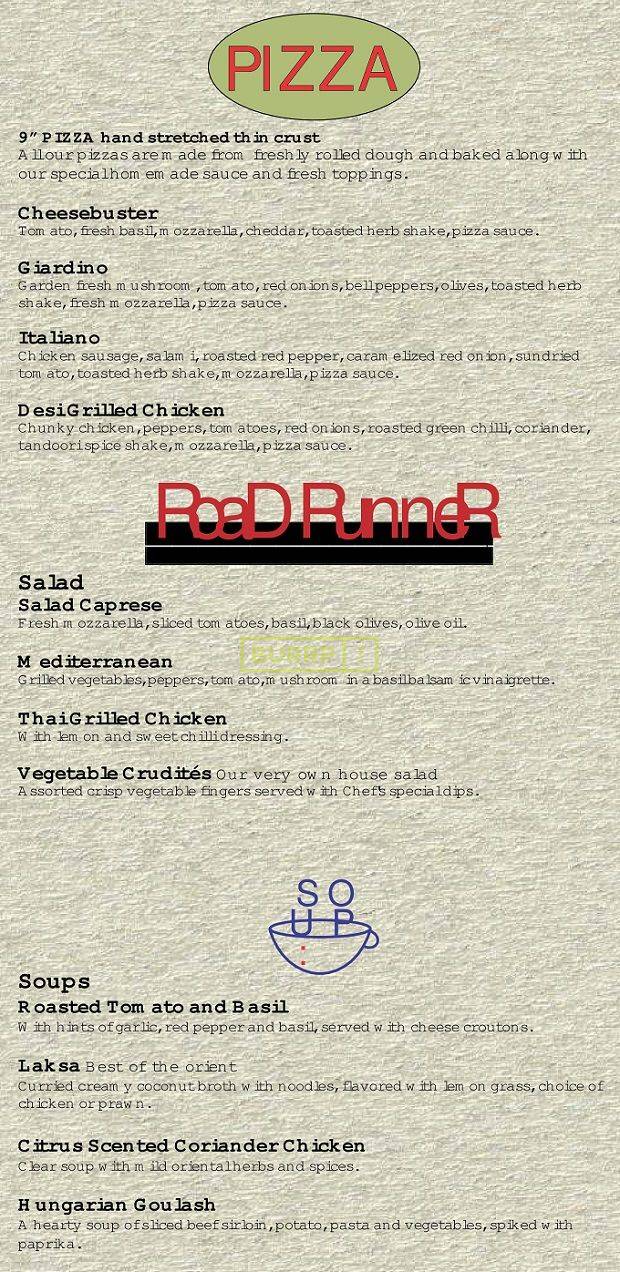 PIZZA
9” PIZZA hand stretched thin crust
All our pizzas are made from freshly rolled dough and baked along with
our special homemade sauce and fresh toppings.
Cheesebuster
Tomato, fresh basil, mozzarella, cheddar, toasted herb shake, pizza sauce.
Giardino
Garden fresh mushroom, tomato, red onions, bell peppers, olives, toasted herb
shake, fresh mozzarella, pizza sauce.
Italiano
Chicken sausage, salami, roasted red pepper, caramelized red onion, sundried
tomato, toasted herb shake, mozzarella, pizza sauce.
Desi Grilled Chicken
Chunky chicken, peppers, tomatoes, red onions, roasted green chilli, coriander,
tandoori spice shake, mozzarella, pizza sauce.
RoaD RunneR
Salad
Salad Caprese
Fresh mozzarella, sliced tomatoes, basil, black olives, olive oil.
BURRP!
Mediterranean
Grilled vegetables, peppers, tomato, mushroom in a basil balsamic vinaigrette.
Thai Grilled Chicken
With lemon and sweet chilli dressing.
Vegetable Crudités Our very own house salad
Assorted crisp vegetable fingers served with Chef's special dips.
SO
UP
Soups
Roasted Tomato and Basil
With hints of garlic, red pepper and basil, served with cheese croutons.
Laksa Best of the orient
Curried creamy coconut broth with noodles, flavored with lemongrass, choice of
chicken or prawn.
Citrus Scented Coriander Chicken
Clear soup with mild oriental herbs and spices.
Hungarian Goulash
A hearty soup of sliced beef sirloin, potato, pasta and vegetables, spiked with
paprika.